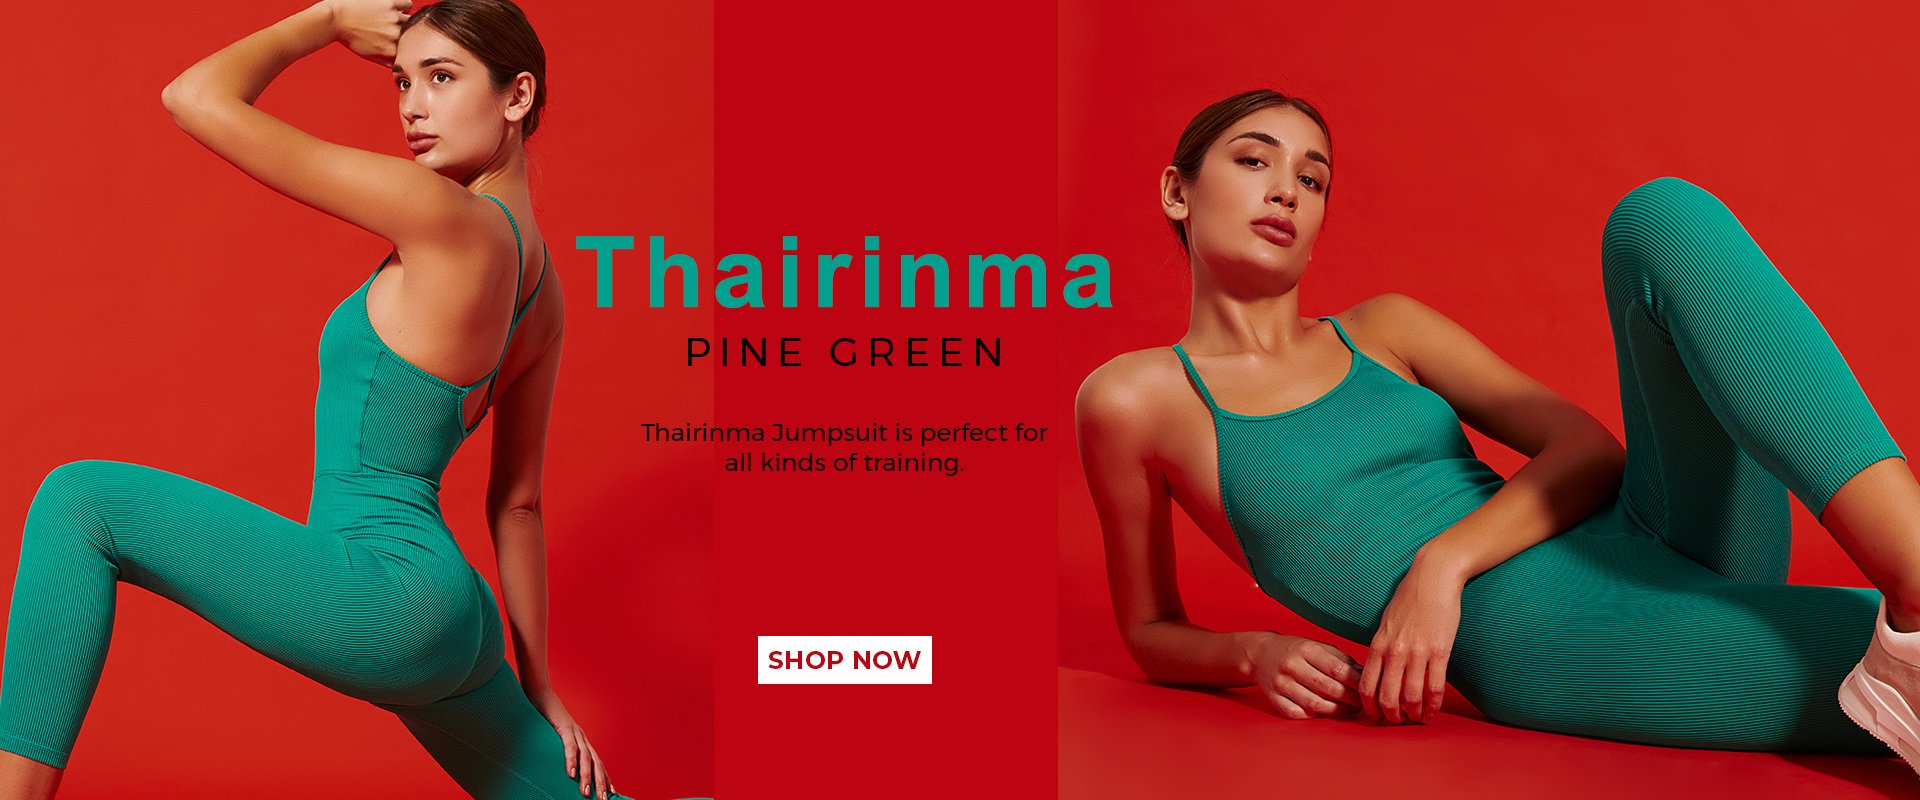 Thairinma
PINE GREEN
Thairinma Jumpsuit is perfect for
all kinds of training.
SHOP NOW